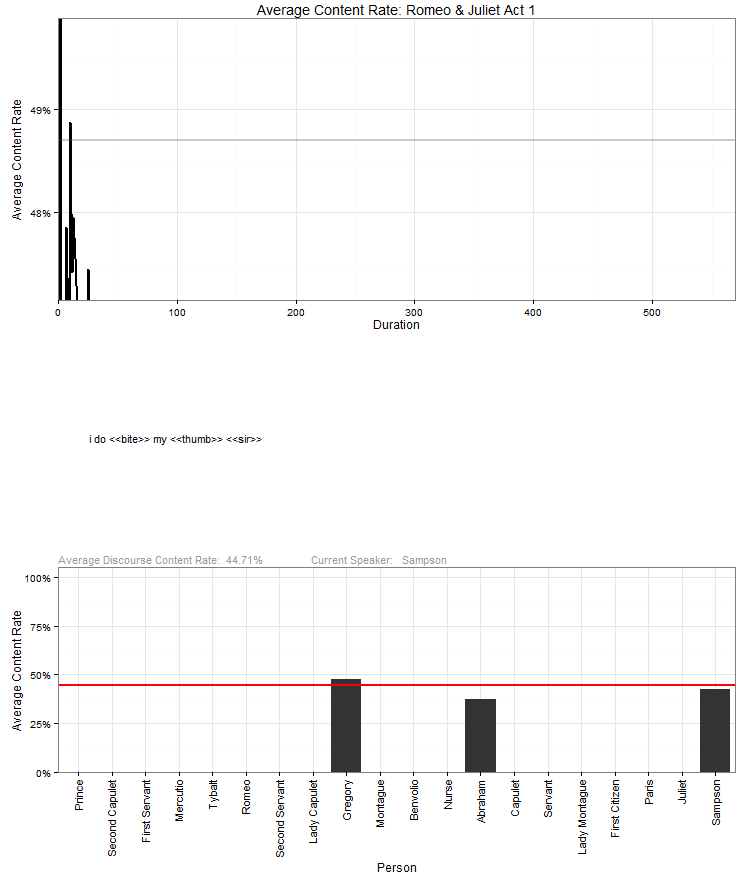 Average Content Rate: Romeo & Juliet Act 1
Average Content Rate
49%
48%
0 100 200 300 400 500
Duration
i do <<bite>> my <<thumb>> <<sir>>
Average Discourse Content Rate: 44.71% Current Speaker: Sampson
Average Content Rate
100%
75%
50%
25%
0%
Prince
Second Capulet
First Servant
Mercutio
Tybalt
Romeo
Second Servant
Lady Capulet
Gregory
Montague
Benvolio
Nurse
Abraham
Capulet
Servant
Lady Montague
First Citizen
Paris
Juliet
Sampson
Person